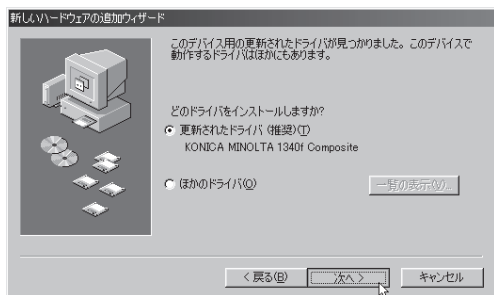 新しいハードウェアの追加ウィザード
このデバイス用の更新されたドライバが見つかりました。このデバイスで
動作するドライバはほかにもあります。
どのドライバをインストールしますか?
更新されたドライバ (推奨)(T)
KONICA MINOLTA 1340f Composite
ほかのドライバ(O)
一覧の表示(V)...
< 戻る(B)
次へ >
キャンセル